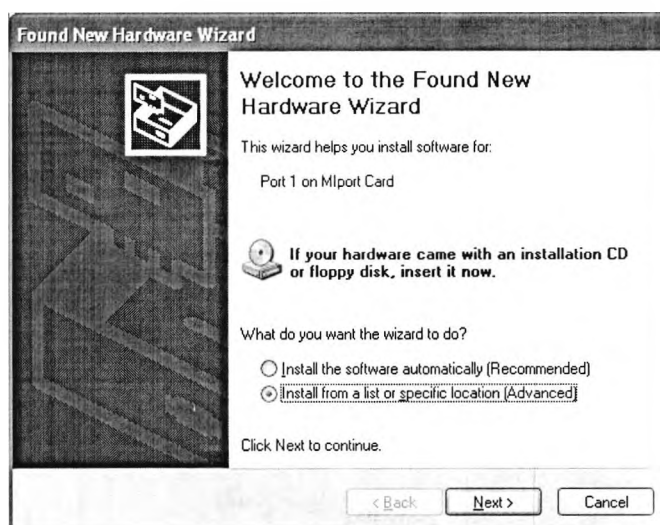 Found New Hardware Wizard
Welcome to the Found New
Hardware Wizard
This wizard helps you install software for:
Port 1 on MIport Card
If your hardware came with an installation CD
or floppy disk, insert it now.
What do you want the wizard to do?
Install the software automatically (Recommended)
Install from a list or specific location (Advanced)
Click Next to continue.
< Back Next > Cancel